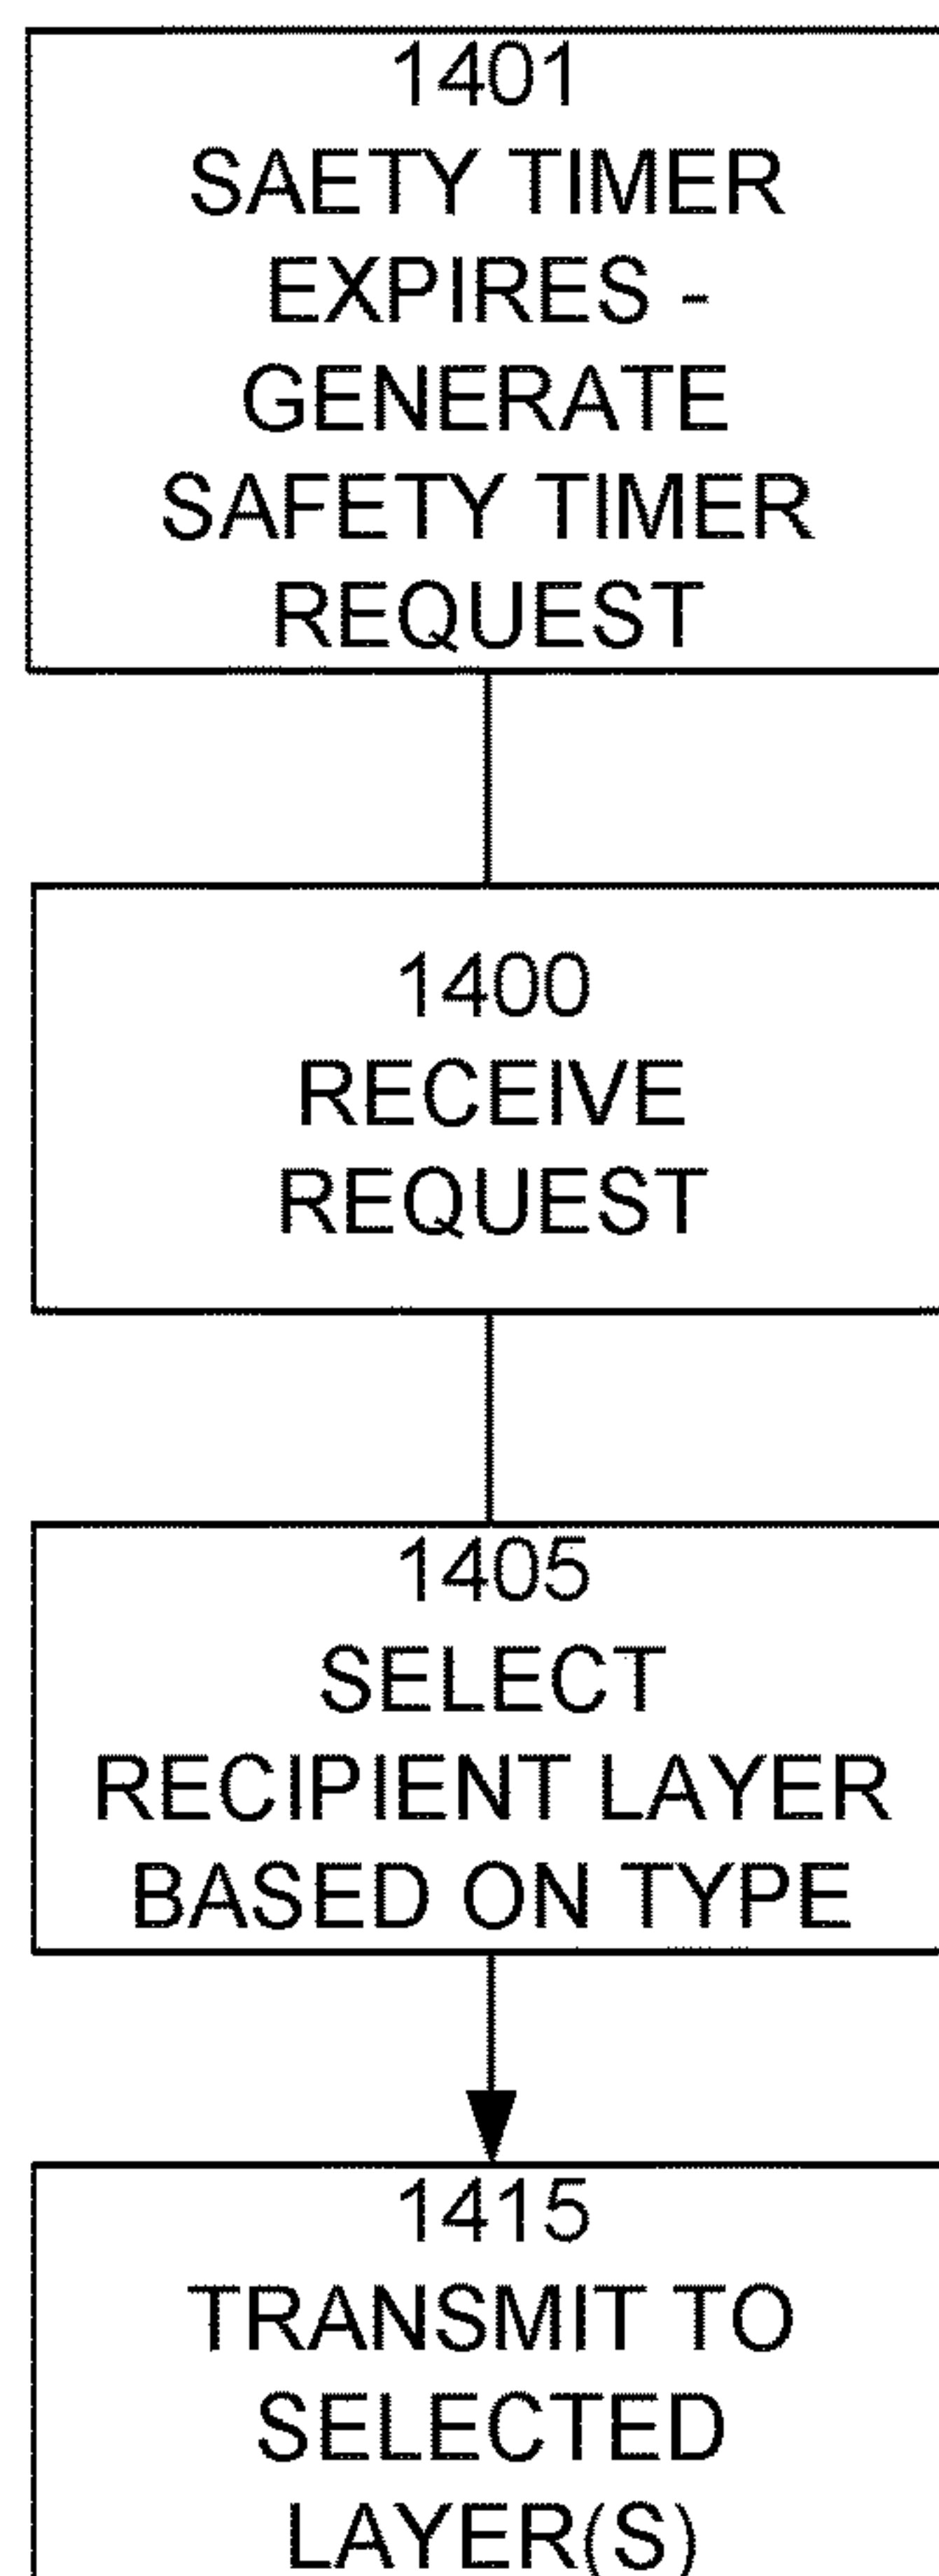 1401
SAETY TIMER
EXPIRES -
GENERATE
SAFETY TIMER
REQUEST
1400
RECEIVE
REQUEST
1405
SELECT
RECIPIENT LAYER
BASED ON TYPE
1415
TRANSMIT TO
SELECTED
LAYER(S)